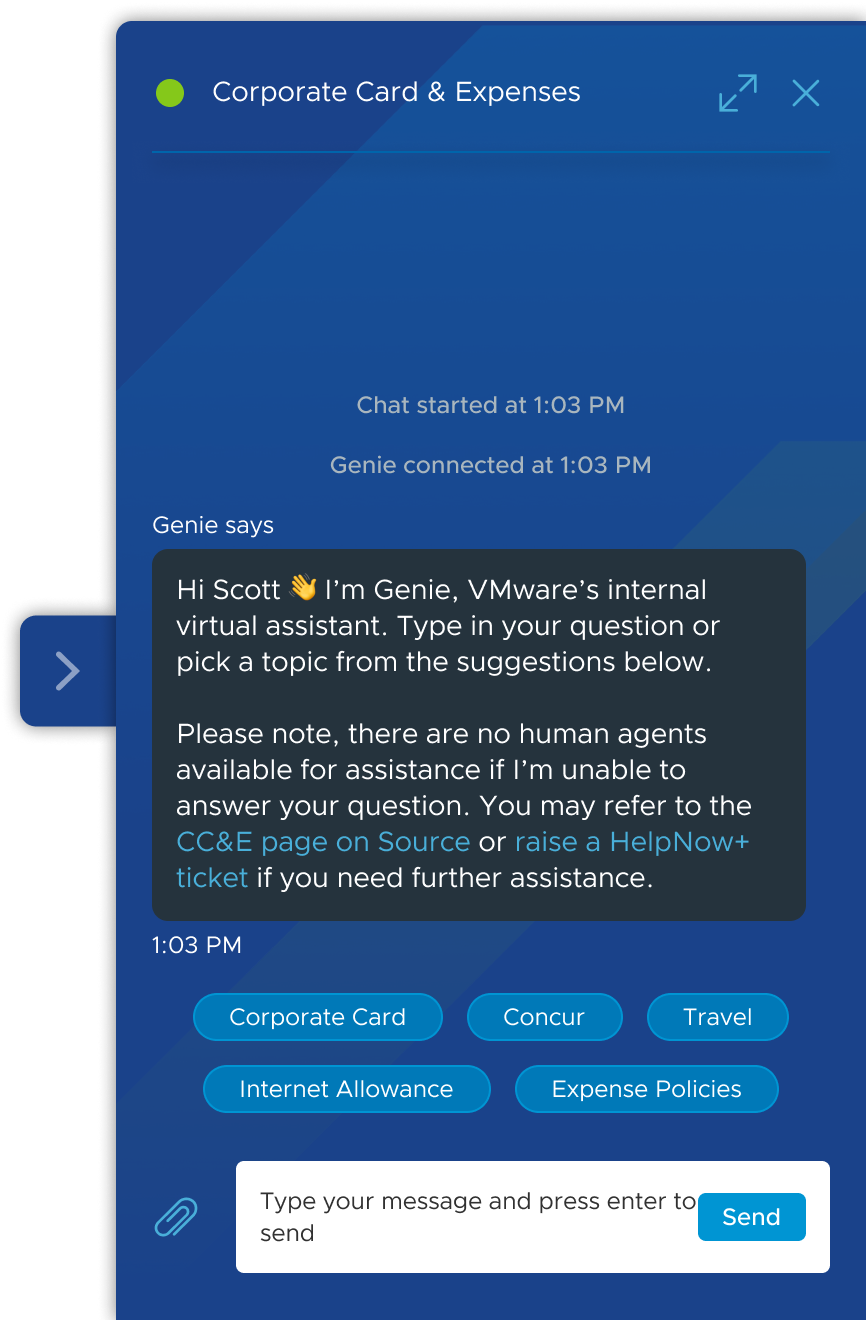 Corporate Card & Expenses
Chat started at 1:03 PM
Genie connected at 1:03 PM
Genie says
Hi Scott 👋 I’m Genie, VMware’s internal
virtual assistant. Type in your question or
pick a topic from the suggestions below.
Please note, there are no human agents
available for assistance if I’m unable to
answer your question. You may refer to the
CC&E page on Source or raise a HelpNow+
ticket if you need further assistance.
1:03 PM
Corporate Card
Concur
Travel
Internet Allowance
Expense Policies
Type your message and press enter to
send
Send